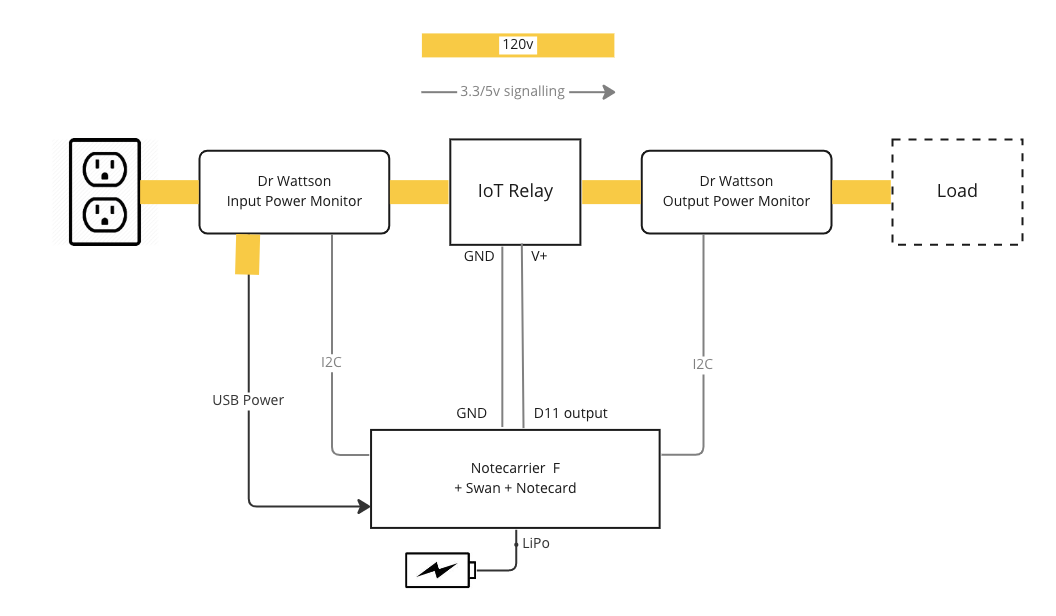 120v
3.3/5v signalling
Dr Wattson
Input Power Monitor
IoT Relay
Dr Wattson
Output Power Monitor
Load
GND
V+
I2C
I2C
USB Power
GND
D11 output
Notecarrier F
+ Swan + Notecard
LiPo